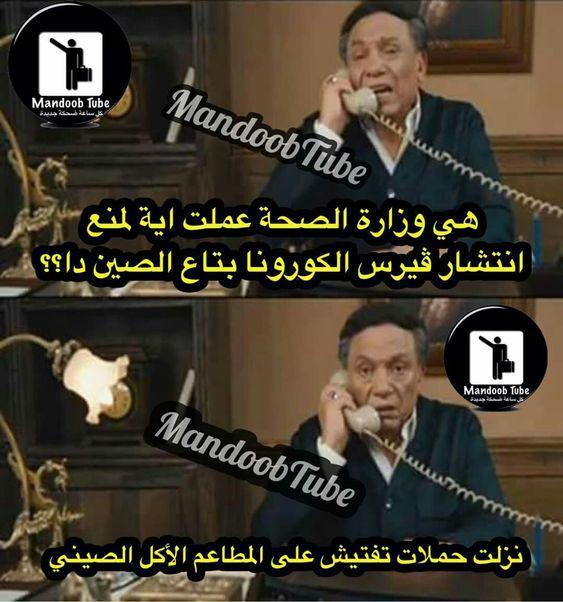 Mandoob Tube
كل ساعة ضحكة جديدة
MandoobTube
هي وزارة الصحة عملت اية لمنع
انتشار ڤيرس الكورونا بتاع الصين دا؟؟
Mandoob Tube
كل ساعة ضحكة جديدة
MandoobTube
نزلت حملات تفتيش على المطاعم الأكل الصيني